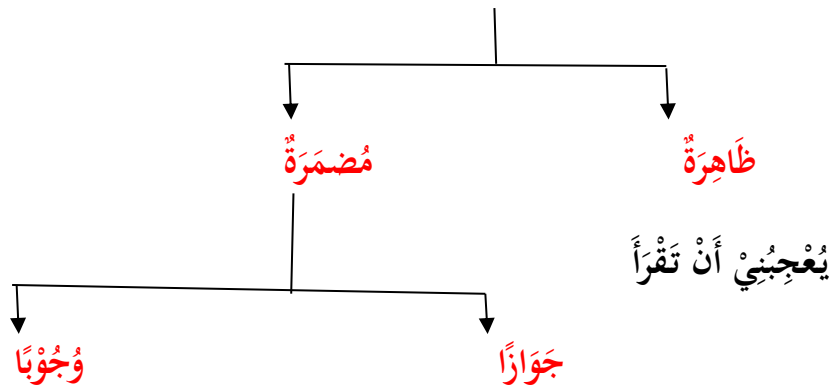 ظَاهِرَةٌ
مُضمَرَةٌ
يُعْجِبُنِيْ أَنْ تَقْرَأَ
جَوَازًا
وُجُوْبًا